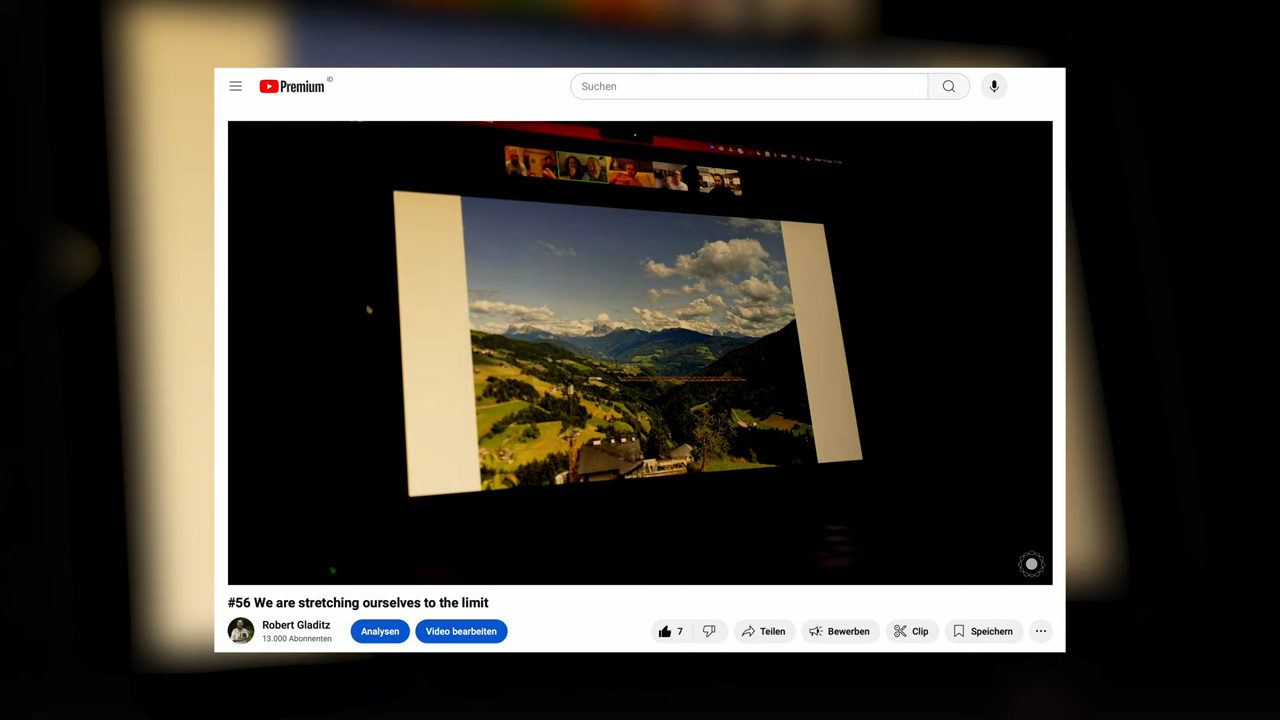 Premium ID
Suchen
#56 We are stretching ourselves to the limit
Robert Gladitz
13.000 Abonnenten
Analysen
Video bearbeiten
7
Teilen
Bewerben
Clip
Speichern